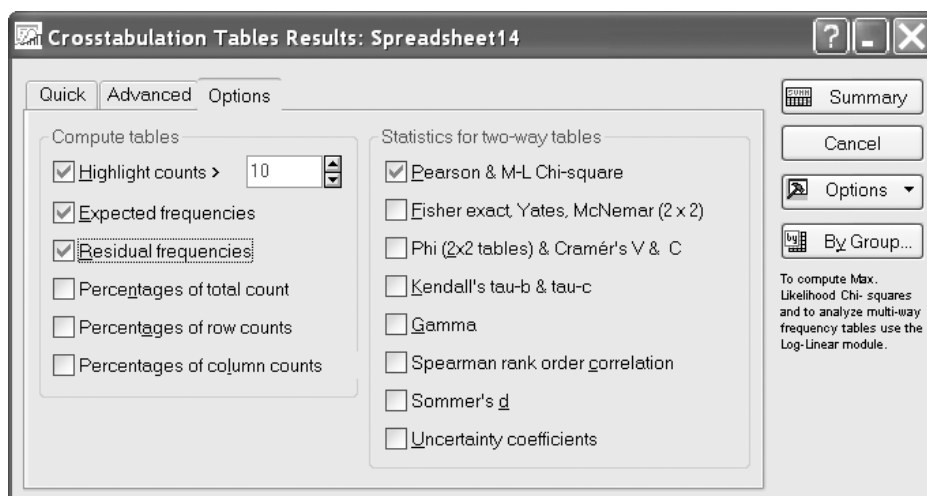 Crosstabulation Tables Results: Spreadsheet14
Quick Advanced Options
Compute tables
Highlight counts > 10
Expected frequencies
Residual frequencies
Percentages of total count
Percentages of row counts
Percentages of column counts
Statistics for two-way tables
Pearson & M-L Chi-square
Fisher exact, Yates, McNemar (2 x 2)
Phi (2x2 tables) & Cramér's V & C
Kendall's tau-b & tau-c
Gamma
Spearman rank order correlation
Sommer's d
Uncertainty coefficients
Summary
Cancel
Options
By Group...
To compute Max.
Likelihood Chi- squares
and to analyze multi-way
frequency tables use the
Log-Linear module.